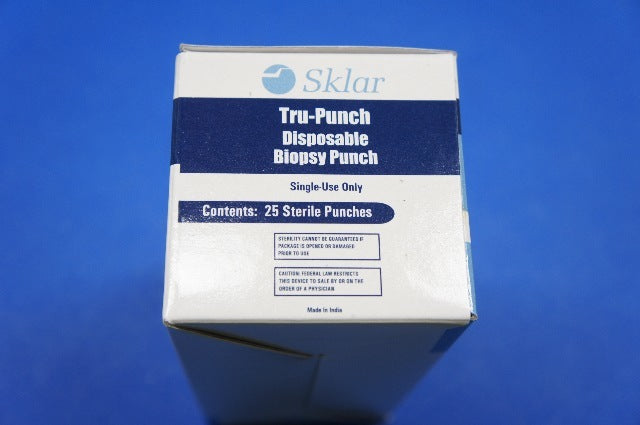 Sklar
Tru-Punch
Disposable
Biopsy Punch
Single-Use Only
Contents: 25 Sterile Punches
STERILITY CANNOT BE GUARANTEED IF
PACKAGE IS OPENED OR DAMAGED
PRIOR TO USE
CAUTION: FEDERAL LAW RESTRICTS
THIS DEVICE TO SALE BY OR ON THE
ORDER OF A PHYSICIAN
Made in India